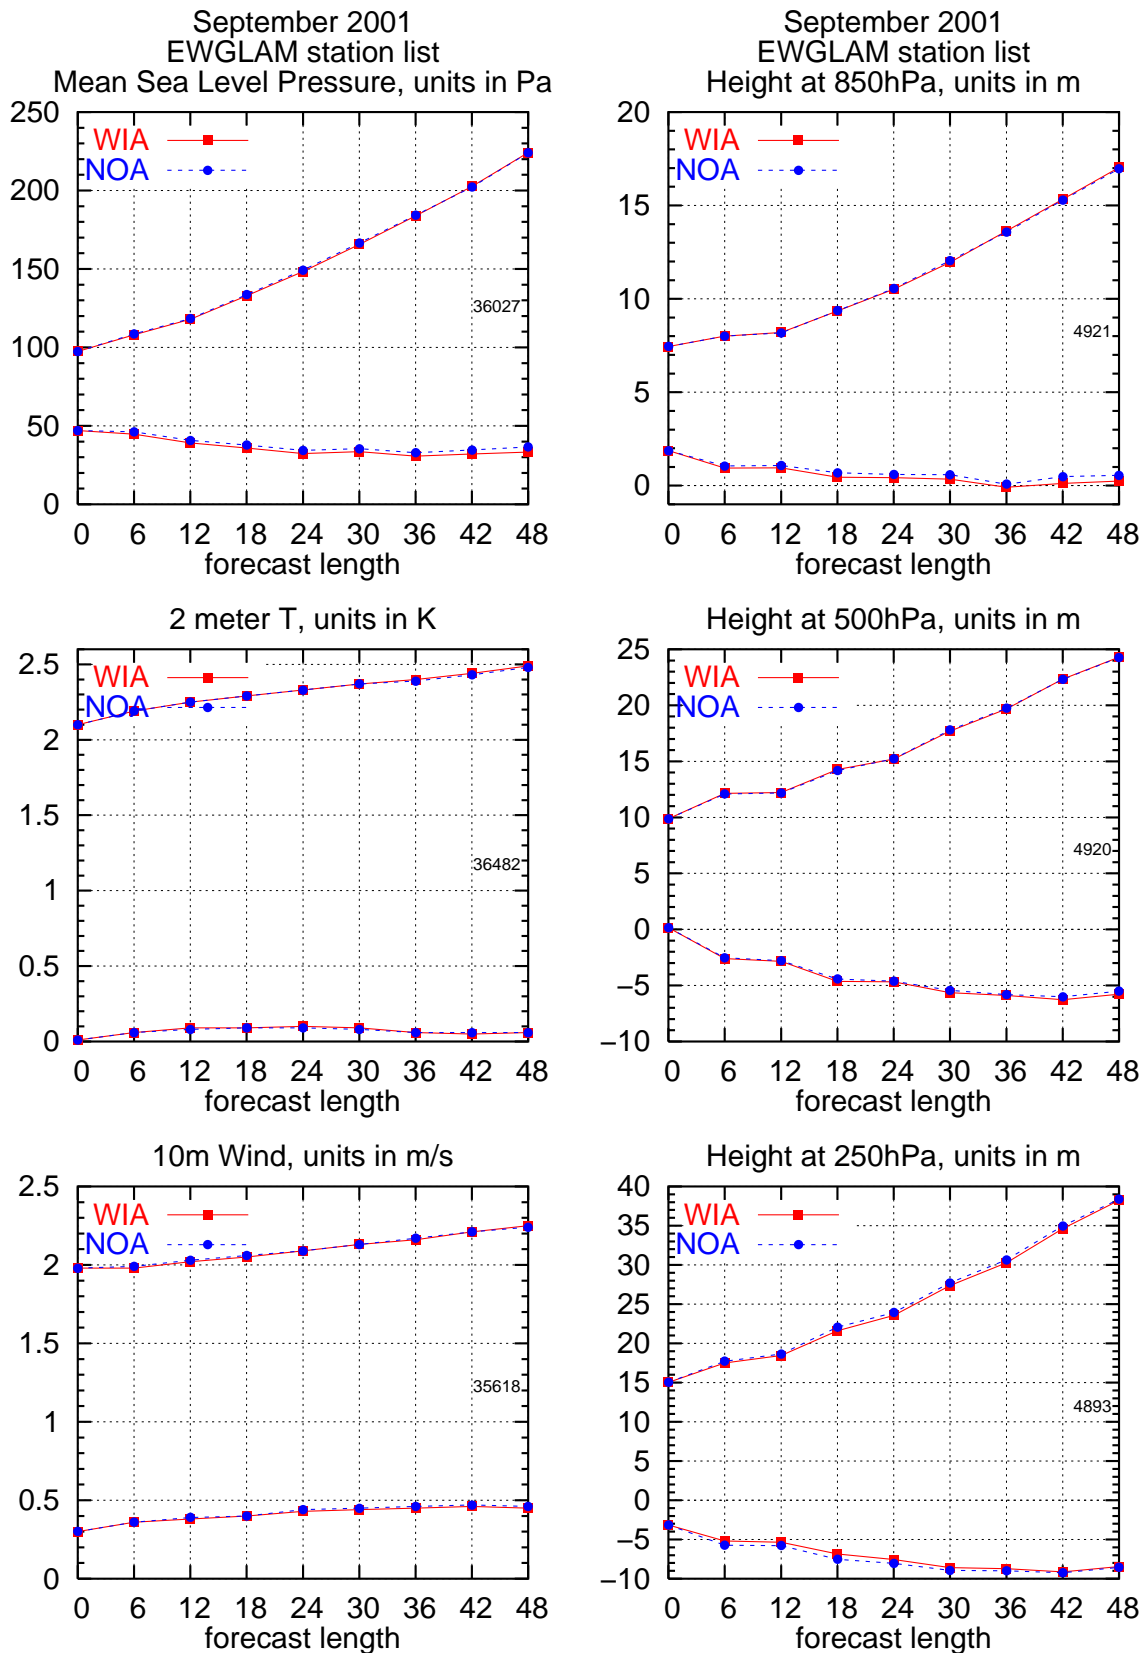 September 2001
EWGLAM station list
Mean Sea Level Pressure, units in Pa
250
200
150
100
50
0
WIA
NOA
36027
0 6 12 18 24 30 36 42 48
forecast length
September 2001
EWGLAM station list
Height at 850hPa, units in m
20
15
10
5
0
WIA
NOA
4921
0 6 12 18 24 30 36 42 48
forecast length
2 meter T, units in K
2.5
2
1.5
1
0.5
0
WIA
NOA
36482
0 6 12 18 24 30 36 42 48
forecast length
Height at 500hPa, units in m
25
20
15
10
5
0
−5
−10
WIA
NOA
4920
0 6 12 18 24 30 36 42 48
forecast length
10m Wind, units in m/s
2.5
2
1.5
1
0.5
0
WIA
NOA
35618
0 6 12 18 24 30 36 42 48
forecast length
Height at 250hPa, units in m
40
35
30
25
20
15
10
5
0
−5
−10
WIA
NOA
4893
0 6 12 18 24 30 36 42 48
forecast length